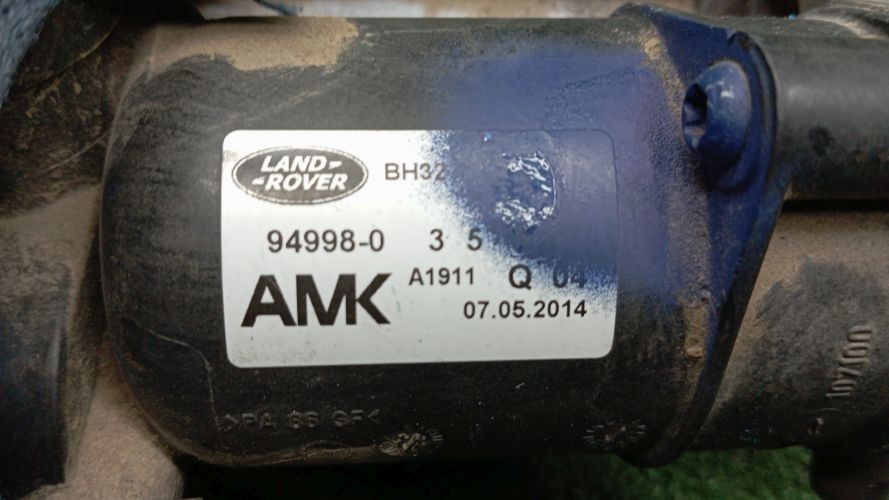 LAND-
-ROVER
BH32
94998-0 3 5
AMK
A1911 Q 04
07.05.2014
>PA 66 GF<